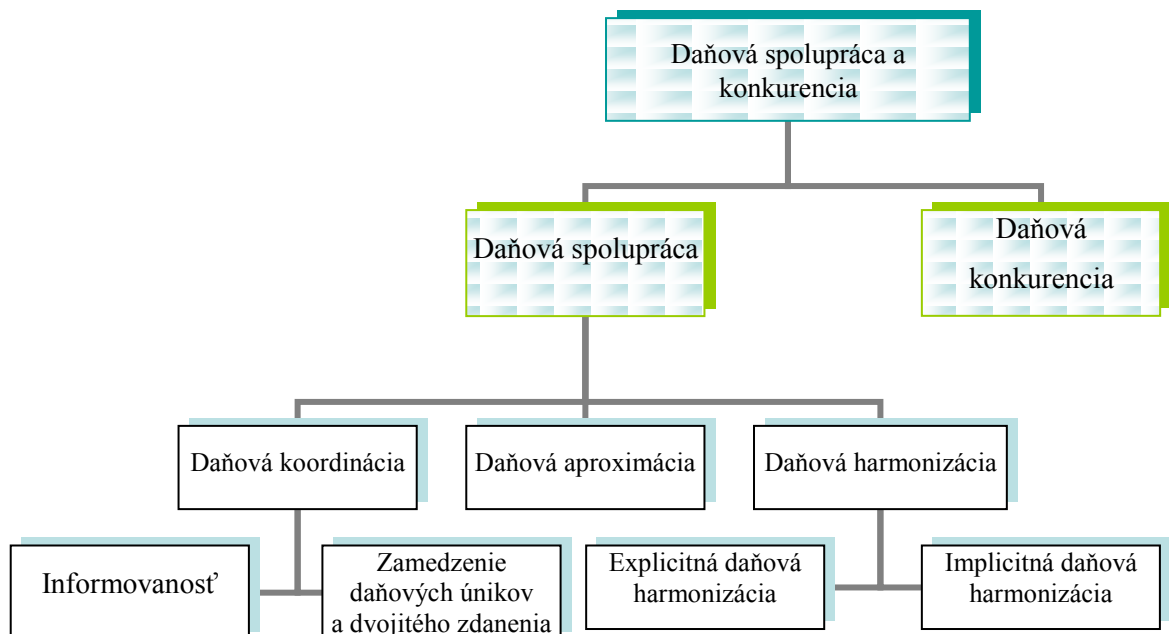 Daňová spolupráca a
konkurencia
Daňová spolupráca
Daňová
konkurencia
Daňová koordinácia
Daňová aproximácia
Daňová harmonizácia
Informovanosť
Zamedzenie
daňových únikov
a dvojitého zdanenia
Explicitná daňová
harmonizácia
Implicitná daňová
harmonizácia